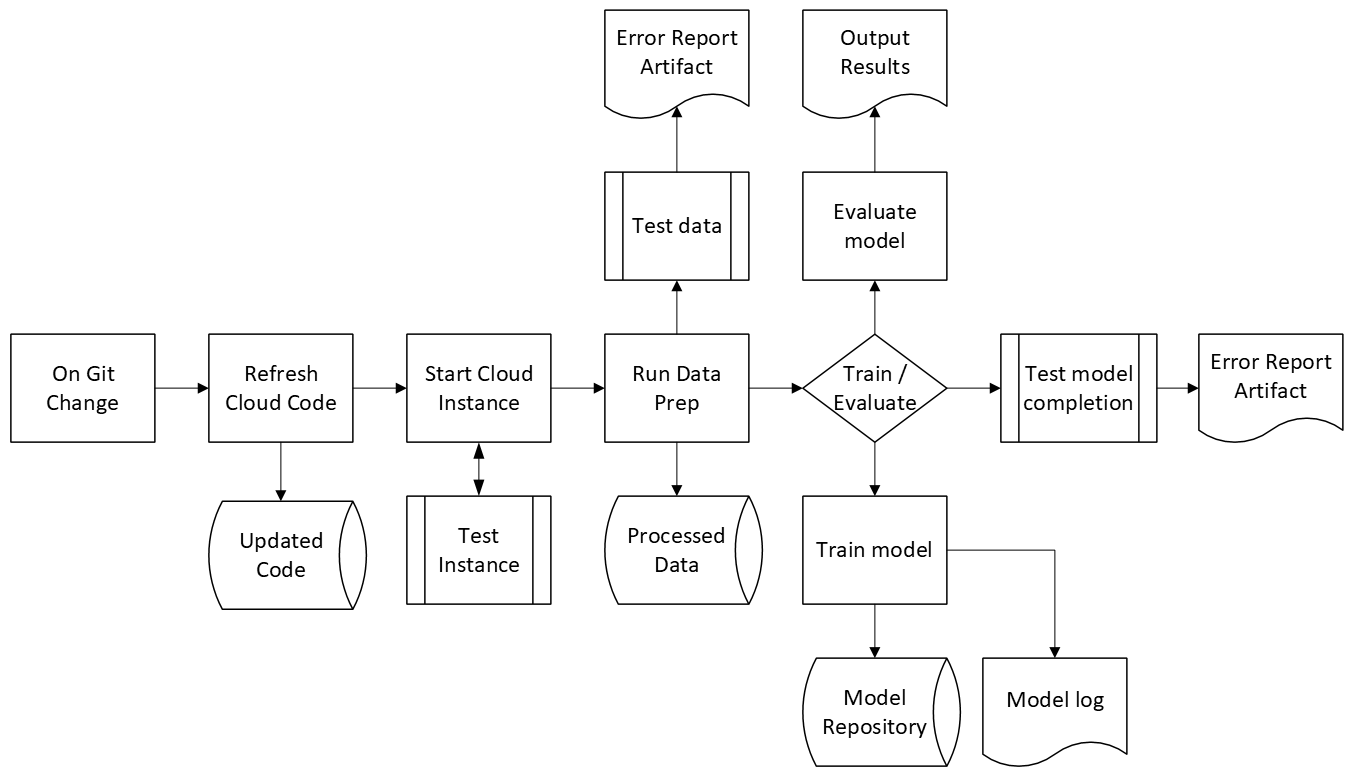 Error Report
Artifact
Output
Results
Test data
Evaluate
model
On Git
Change
Refresh
Cloud Code
Start Cloud
Instance
Run Data
Prep
Train /
Evaluate
Test model
completion
Error Report
Artifact
Updated
Code
Test
Instance
Processed
Data
Train model
Model
Repository
Model log